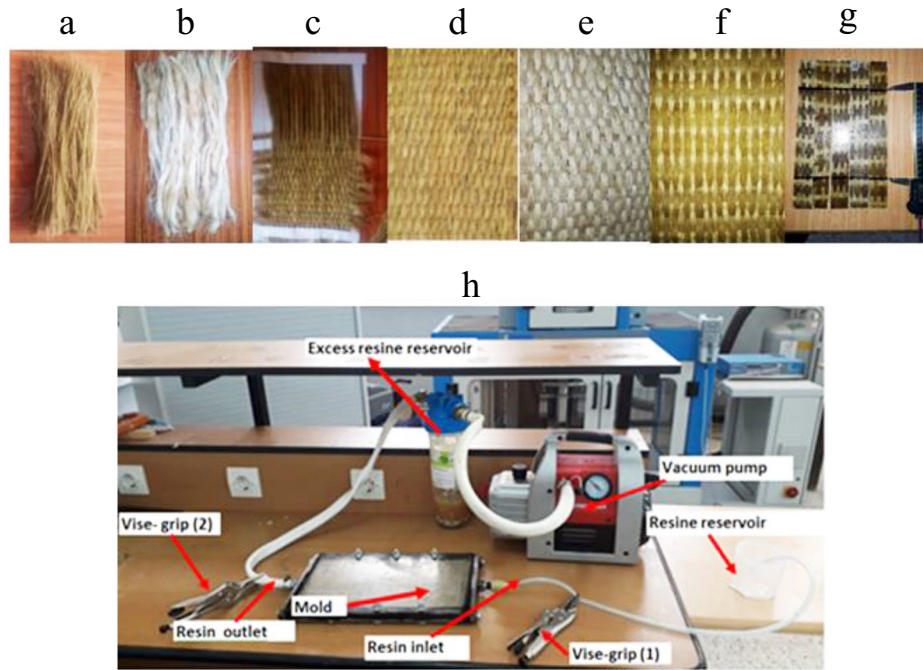 a b c d e f g
h
Excess resine reservoir
Vacuum pump
Resine reservoir
Vise- grip (2)
Mold
Resin outlet
Resin inlet
Vise-grip (1)